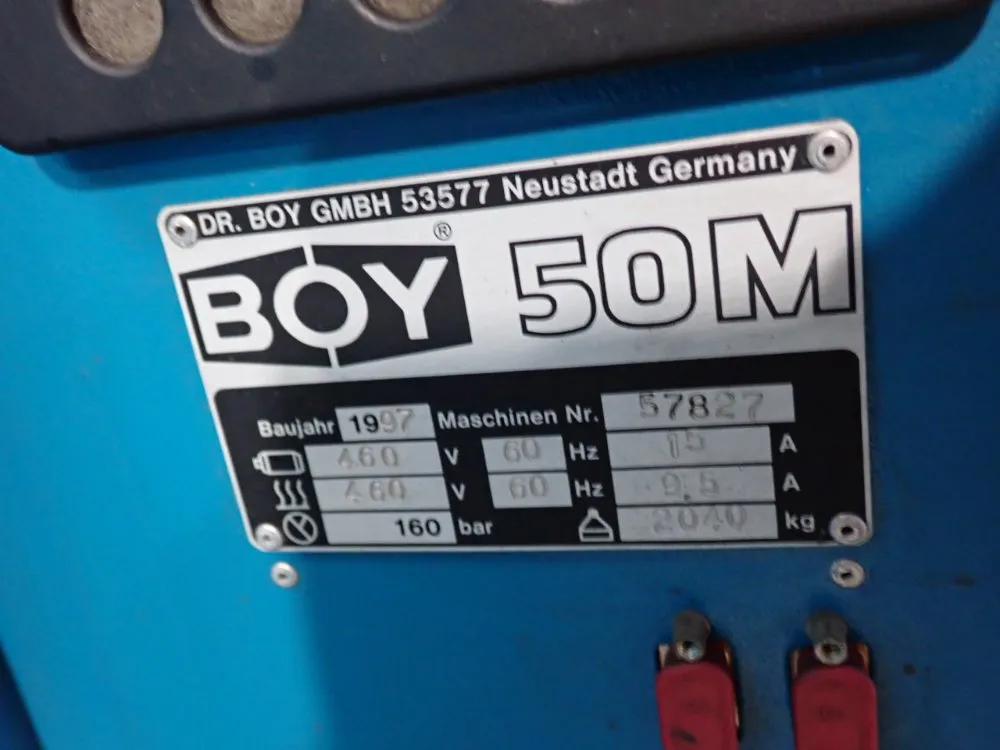 DR. BOY GMBH 53577 Neustadt Germany
BOY® 50M
Baujahr 1997 Maschinen Nr. 57827
460 V 60 Hz 15 A
460 V 60 Hz 9.5 A
160 bar 2040 kg